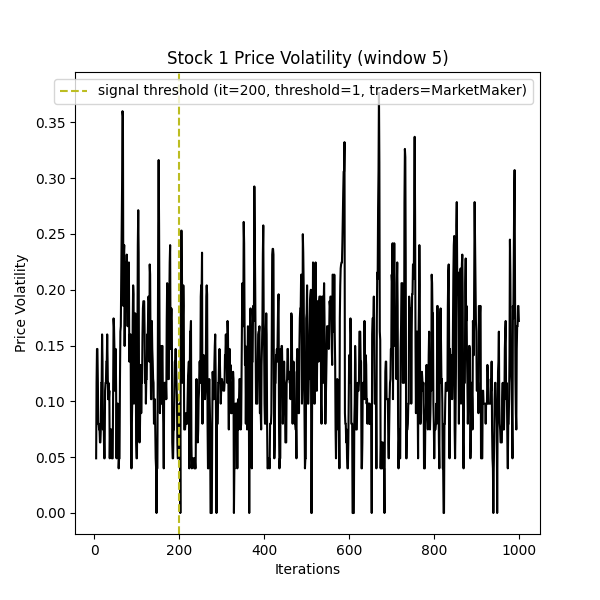 Stock 1 Price Volatility (window 5)
signal threshold (it=200, threshold=1, traders=MarketMaker)
Price Volatility
0.35
0.30
0.25
0.20
0.15
0.10
0.05
0.00
0 200 400 600 800 1000
Iterations